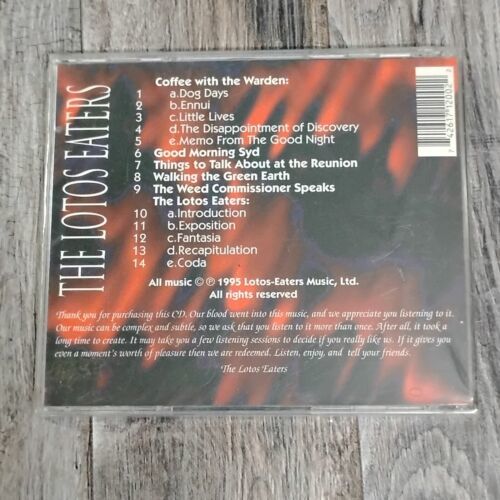 THE LOTOS EATERS
Coffee with the Warden:
1 a.Dog Days
2 b.Ennui
3 c.Little Lives
4 d.The Disappointment of Discovery
5 e.Memo From The Good Night
6 Good Morning Syd
7 Things to Talk About at the Reunion
8 Walking the Green Earth
9 The Weed Commissioner Speaks
The Lotos Eaters:
10 a.Introduction
11 b.Exposition
12 c.Fantasia
13 d.Recapitulation
14 e.Coda
All music © ℗ 1995 Lotos-Eaters Music, Ltd.
All rights reserved
Thank you for purchasing this CD. Our blood went into this music, and we appreciate you listening to it.
Our music can be complex and subtle, so we ask that you listen to it more than once. After all, it took a
long time to create. It may take you a few listening sessions to decide if you really like us. If it gives you
even a moment's worth of pleasure then we are redeemed. Listen, enjoy, and tell your friends.
The Lotos Eaters
7 42617 12002 2